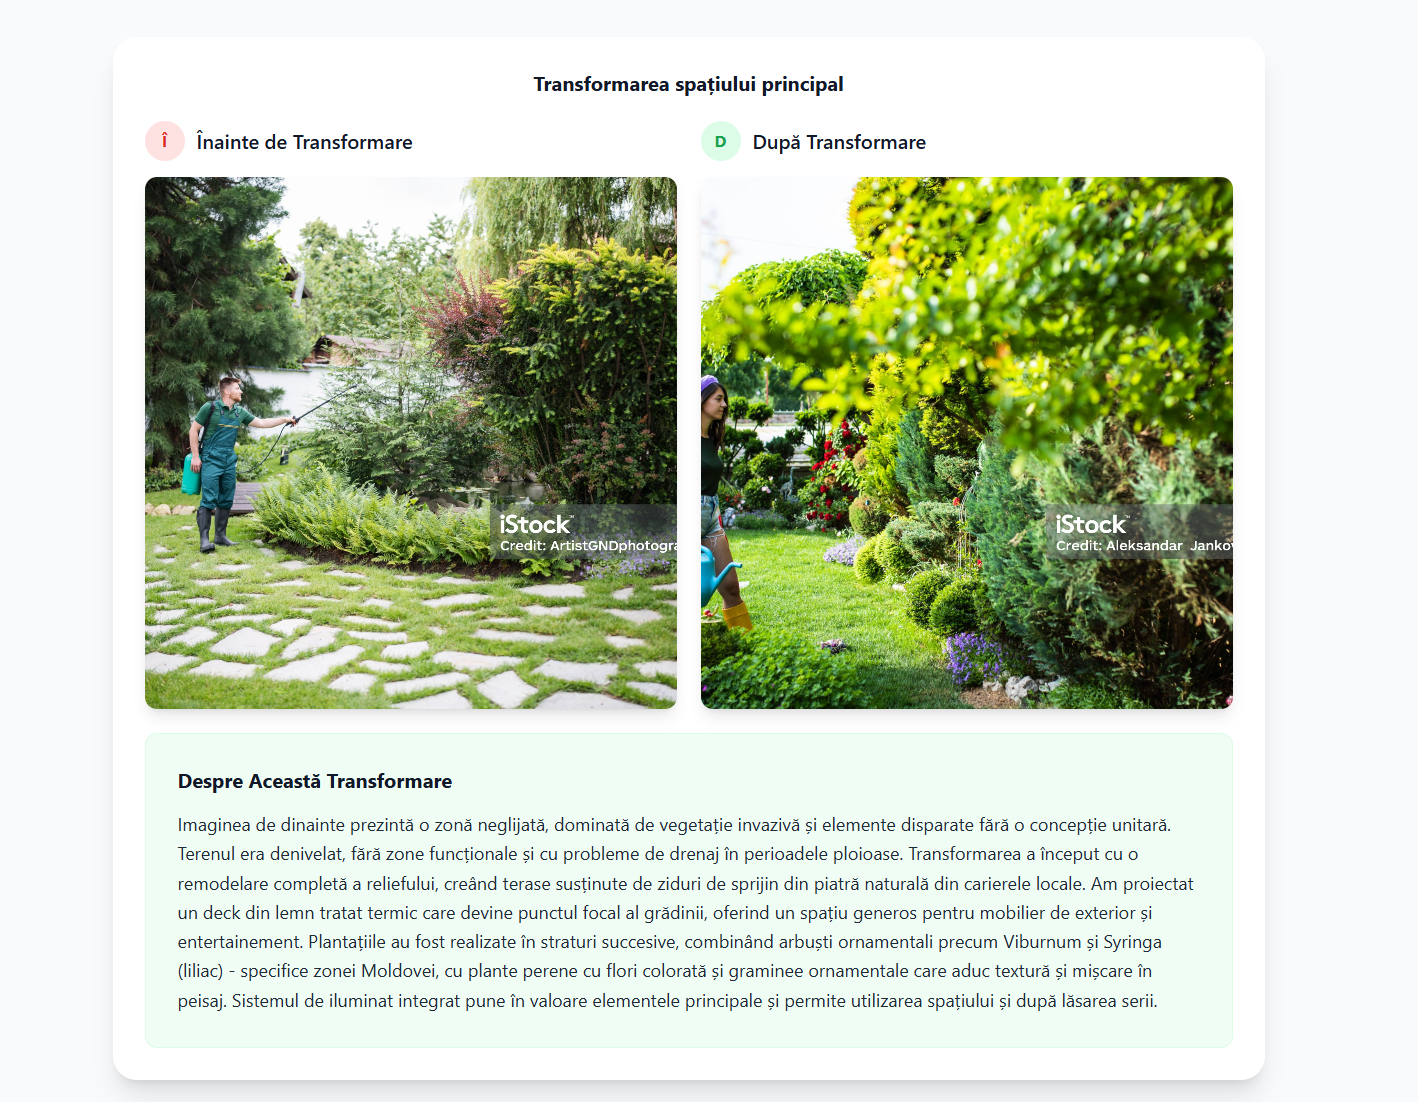 Transformarea spațiului principal
Î Înainte de Transformare
D După Transformare
iStock™
Credit: ArtistGNDphotogra
iStock™
Credit: Aleksandar Jankov
Despre Această Transformare
Imaginea de dinainte prezintă o zonă neglijată, dominată de vegetație invazivă și elemente disparate fără o concepție unitară.
Terenul era denivelat, fără zone funcționale și cu probleme de drenaj în perioadele ploioase. Transformarea a început cu o
remodelare completă a reliefului, creând terase susținute de ziduri de sprijin din piatră naturală din carierele locale. Am proiectat
un deck din lemn tratat termic care devine punctul focal al grădinii, oferind un spațiu generos pentru mobilier de exterior și
entertainement. Plantațiile au fost realizate în straturi succesive, combinând arbuști ornamentali precum Viburnum și Syringa
(liliac) - specifice zonei Moldovei, cu plante perene cu flori colorată și graminee ornamentale care aduc textură și mișcare în
peisaj. Sistemul de iluminat integrat pune în valoare elementele principale și permite utilizarea spațiului și după lăsarea serii.